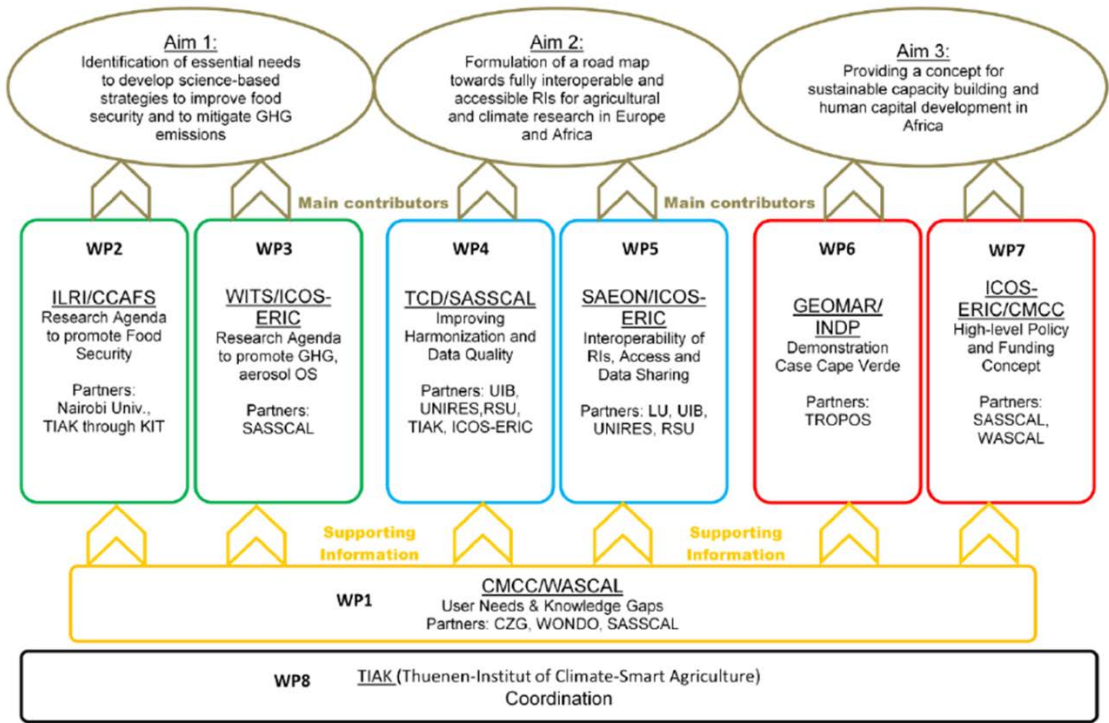 Aim 1:
Identification of essential needs
to develop science-based
strategies to improve food
security and to mitigate GHG
emissions
Aim 2:
Formulation of a road map
towards fully interoperable and
accessible RIs for agricultural
and climate research in Europe
and Africa
Aim 3:
Providing a concept for
sustainable capacity building and
human capital development in
Africa
Main contributors
Main contributors
WP2
ILRI/CCAFS
Research Agenda
to promote Food
Security
Partners:
Nairobi Univ.,
TIAK through KIT
WP3
WITS/ICOS-
ERIC
Research Agenda
to promote GHG,
aerosol OS
Partners:
SASSCAL
WP4
TCD/SASSCAL
Improving
Harmonization and
Data Quality
Partners: UIB,
UNIRES,RSU,
TIAK, ICOS-ERIC
WP5
SAEON/ICOS-
ERIC
Interoperability of
RIs, Access and
Data Sharing
Partners: LU, UIB,
UNIRES, RSU
WP6
GEOMAR/
INDP
Demonstration
Case Cape Verde
Partners:
TROPOS
WP7
ICOS-
ERIC/CMCC
High-level Policy
and Funding
Concept
Partners:
SASSCAL,
WASCAL
Supporting
Information
Supporting
Information
WP1
CMCC/WASCAL
User Needs & Knowledge Gaps
Partners: CZG, WONDO, SASSCAL
WP8
TIAK (Thuenen-Institut of Climate-Smart Agriculture)
Coordination